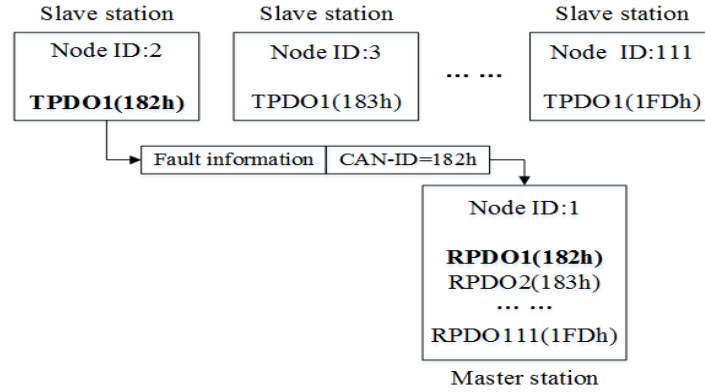 Slave station
Slave station
Slave station
Node ID:2
TPDO1(182h)
Node ID:3
TPDO1(183h)
... ...
Node ID:111
TPDO1(1FDh)
Fault information
CAN-ID=182h
Node ID:1
RPDO1(182h)
RPDO2(183h)
... ...
RPDO111(1FDh)
Master station